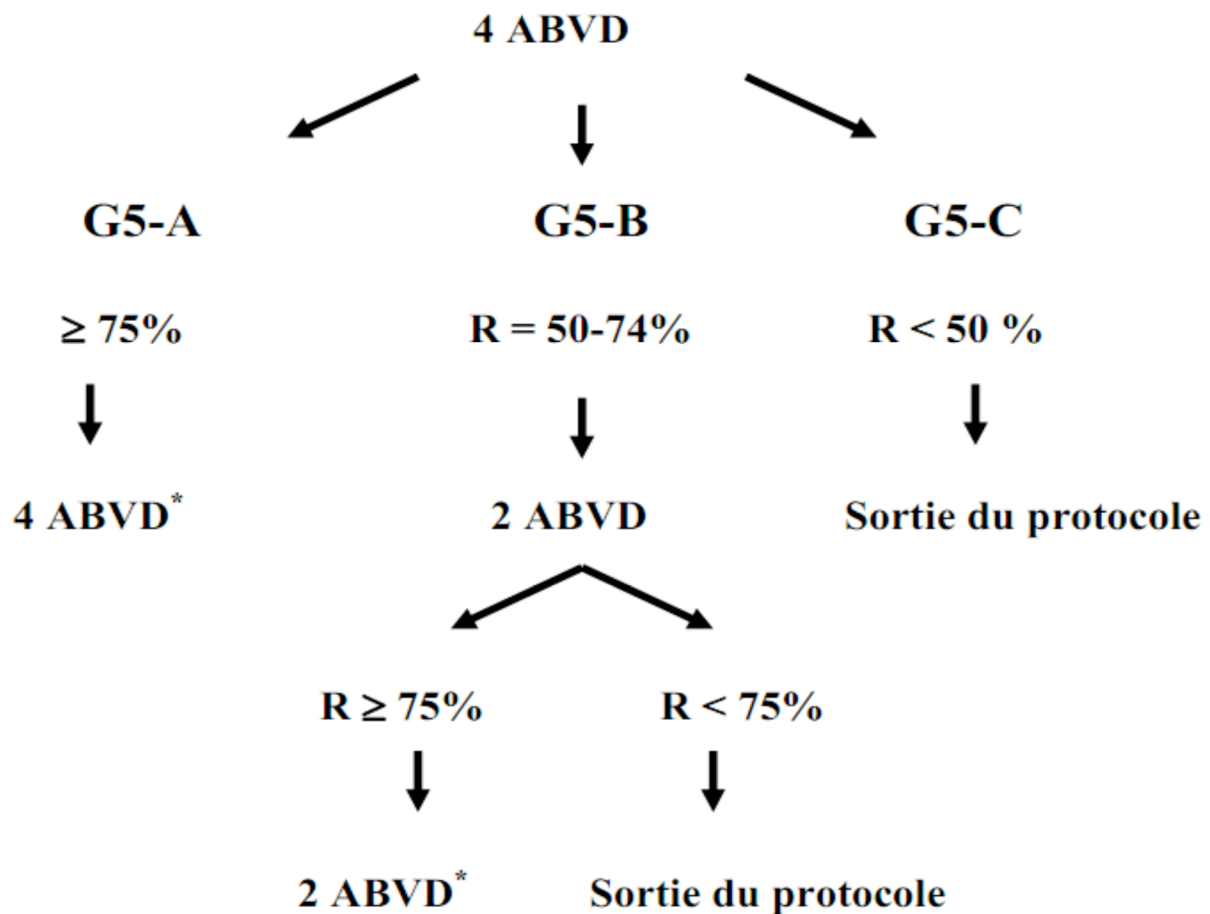 4 ABVD
G5-A G5-B G5-C
≥ 75% R = 50-74% R < 50 %
4 ABVD* 2 ABVD Sortie du protocole
R ≥ 75% R < 75%
2 ABVD* Sortie du protocole